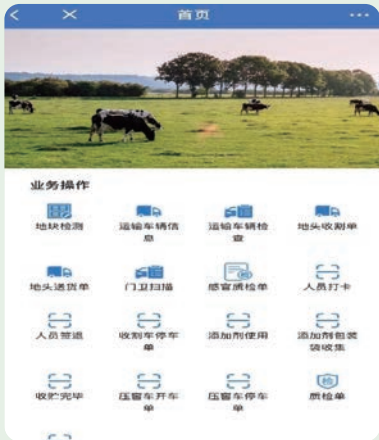 首页
业务操作
地块检测
运输车辆信
息
运输车辆检
查
地头收割单
地头送货单
门卫扫描
感官质检单
人员打卡
人员签退
收割车停车
单
添加剂使用
添加剂包装
袋收集
收贮完毕
压窖车开车
单
压窖车停车
单
质检单